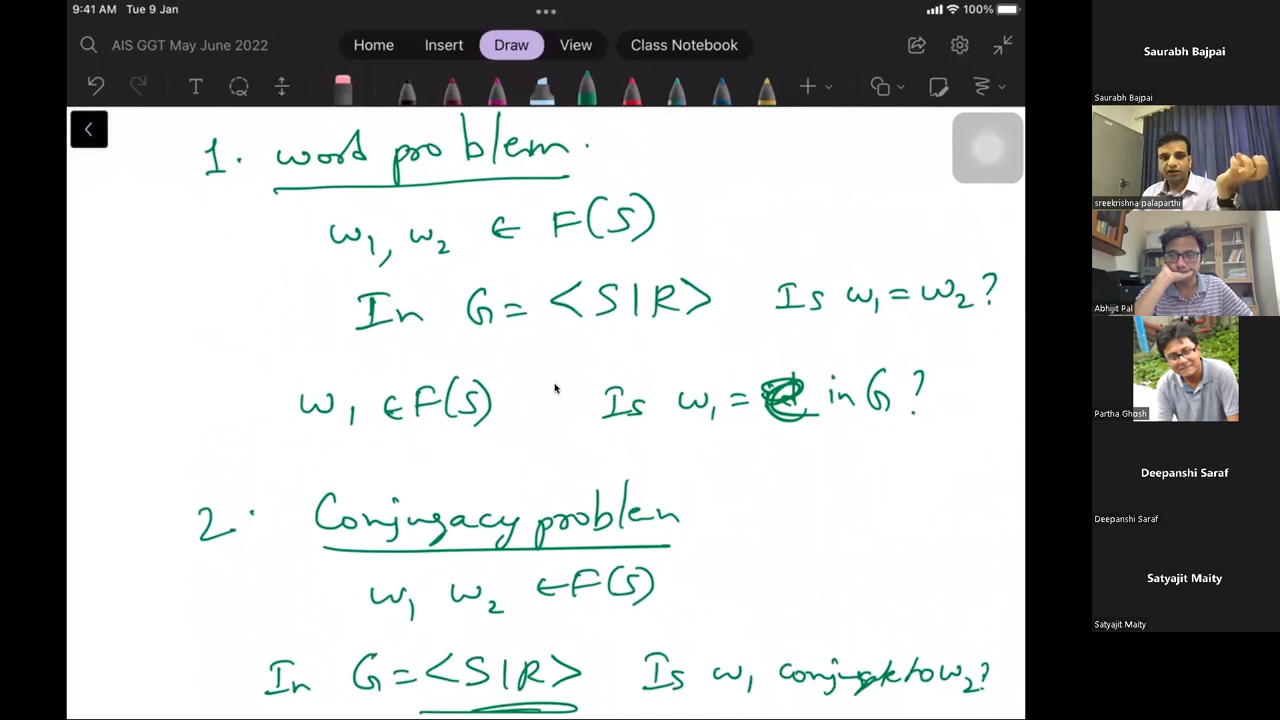 9:41 AM Tue 9 Jan
100%
AIS GGT May June 2022
Home Insert Draw View Class Notebook
1. word problem.
w₁, w₂ ∈ F(S)
In G = <S|R> Is w₁ = w₂?
w₁ ∈ F(S) Is w₁ = e in G?
2. Conjugacy problem
w₁ w₂ ∈ F(S)
In G = <S|R> Is w₁ conjugate to w₂?
Saurabh Bajpai
Saurabh Bajpai
sreekrishna palaparthi
Abhijit Pal
Partha Ghosh
Deepanshi Saraf
Deepanshi Saraf
Satyajit Maity
Satyajit Maity